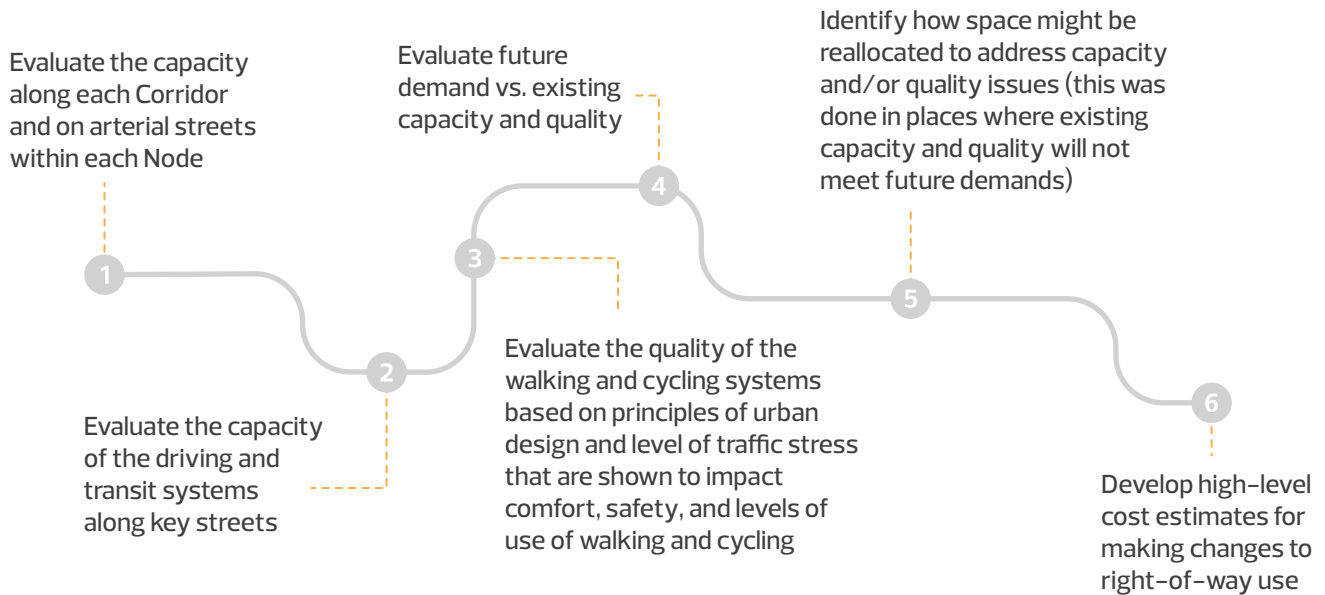 Evaluate the capacity
along each Corridor
and on arterial streets
within each Node
1
Evaluate the capacity
of the driving and
transit systems
along key streets
2
Evaluate the quality of the
walking and cycling systems
based on principles of urban
design and level of traffic stress
that are shown to impact
comfort, safety, and levels of
use of walking and cycling
3
Evaluate future
demand vs. existing
capacity and quality
4
Identify how space might be
reallocated to address capacity
and/or quality issues (this was
done in places where existing
capacity and quality will not
meet future demands)
5
6
Develop high-level
cost estimates for
making changes to
right-of-way use